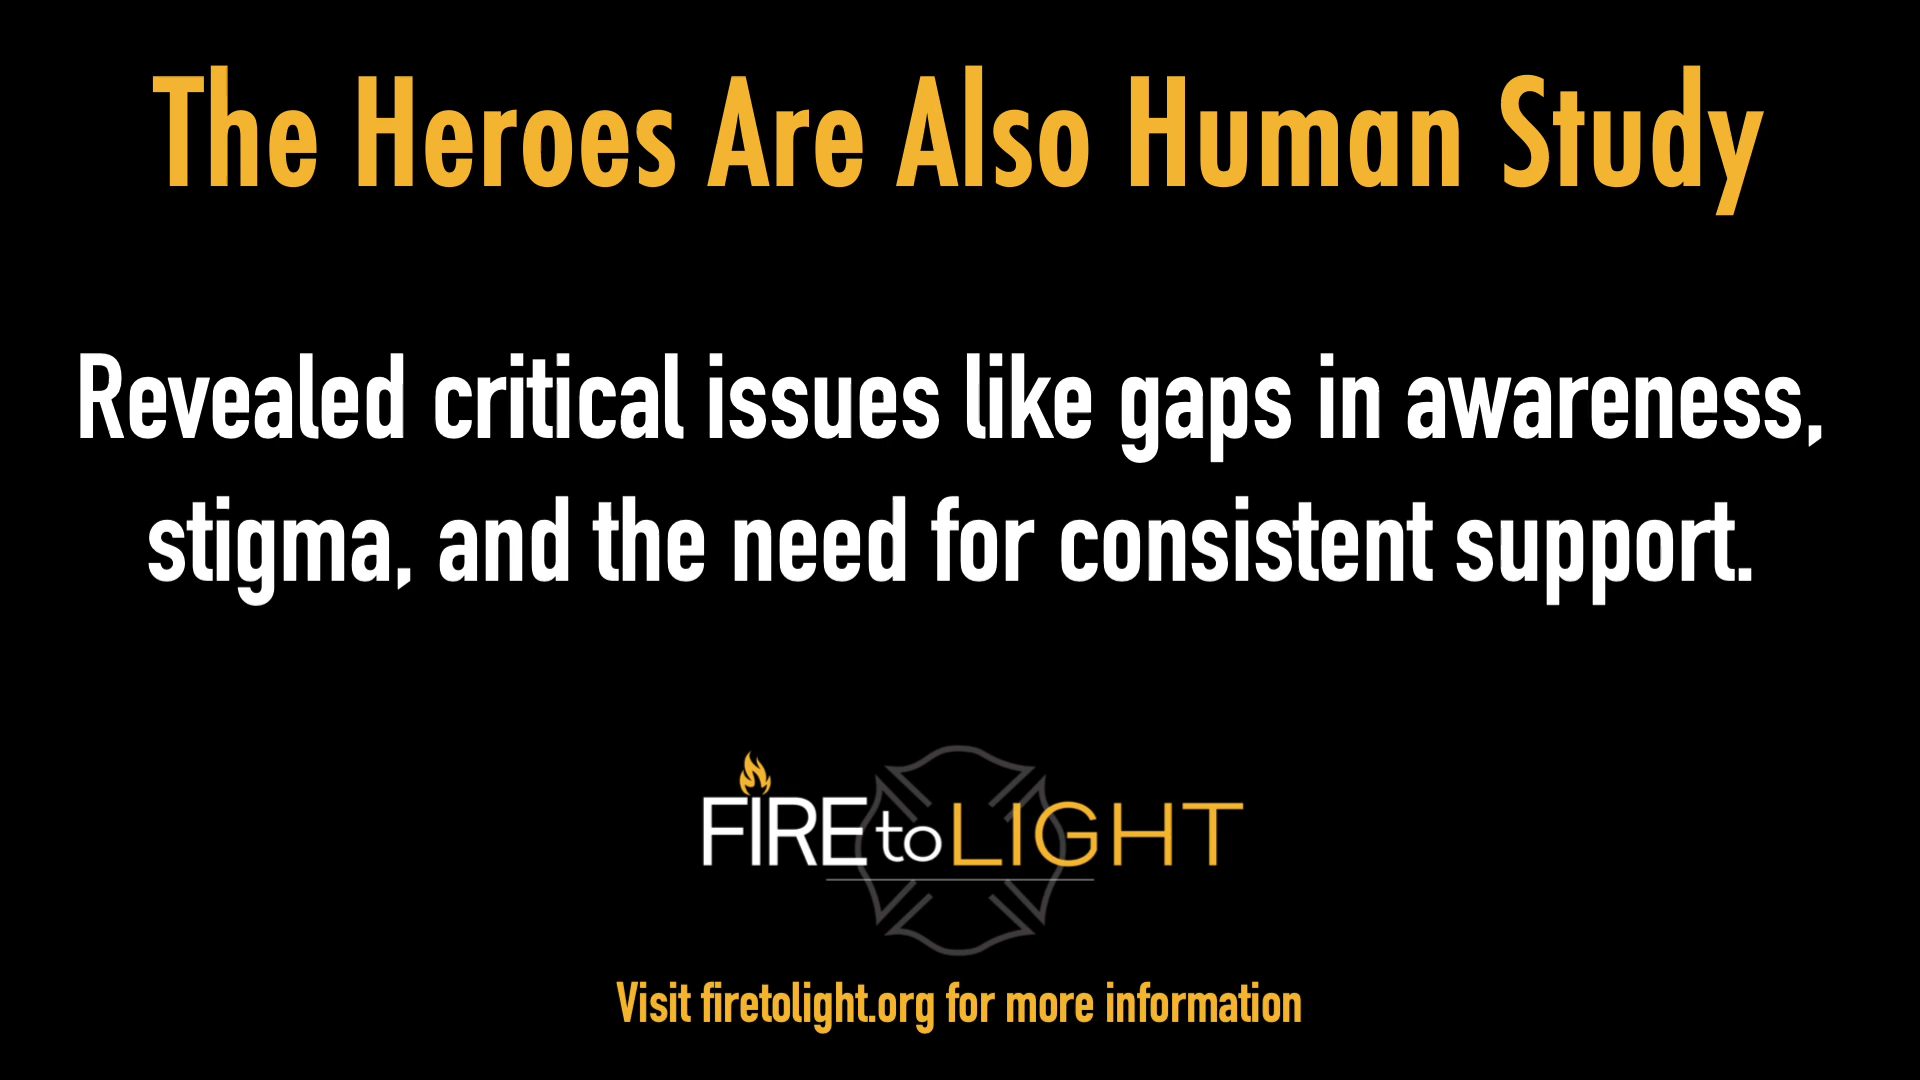 The Heroes Are Also Human Study
Revealed critical issues like gaps in awareness,
stigma, and the need for consistent support.
FIRE to LIGHT
Visit firetolight.org for more information